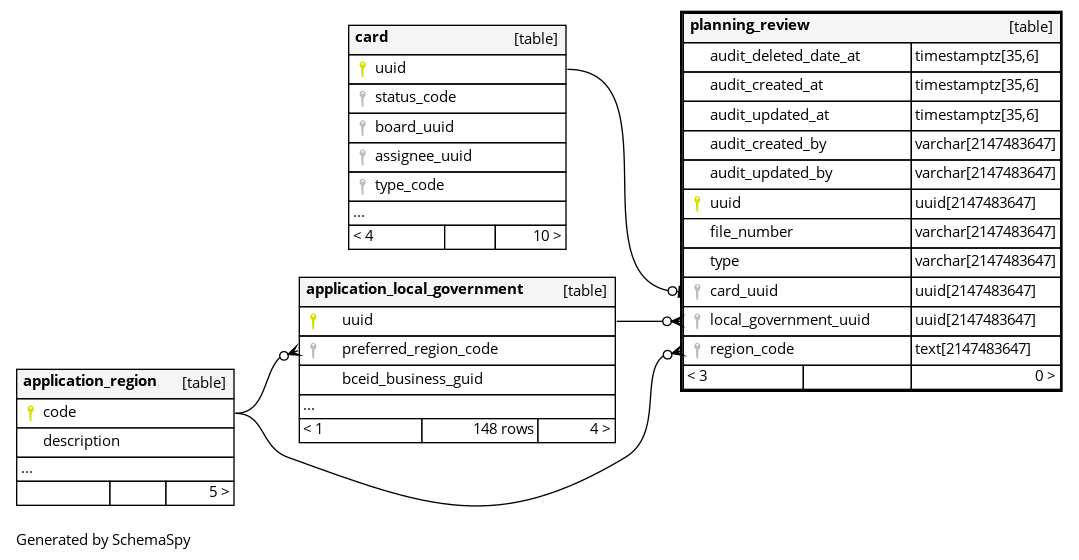 card [table]
uuid
status_code
board_uuid
assignee_uuid
type_code
...
< 4 10 >
planning_review [table]
audit_deleted_date_at timestamptz[35,6]
audit_created_at timestamptz[35,6]
audit_updated_at timestamptz[35,6]
audit_created_by varchar[2147483647]
audit_updated_by varchar[2147483647]
uuid uuid[2147483647]
file_number varchar[2147483647]
type varchar[2147483647]
card_uuid uuid[2147483647]
local_government_uuid uuid[2147483647]
region_code text[2147483647]
< 3 0 >
application_local_government [table]
uuid
preferred_region_code
bceid_business_guid
...
< 1 148 rows 4 >
application_region [table]
code
description
...
5 >
Generated by SchemaSpy